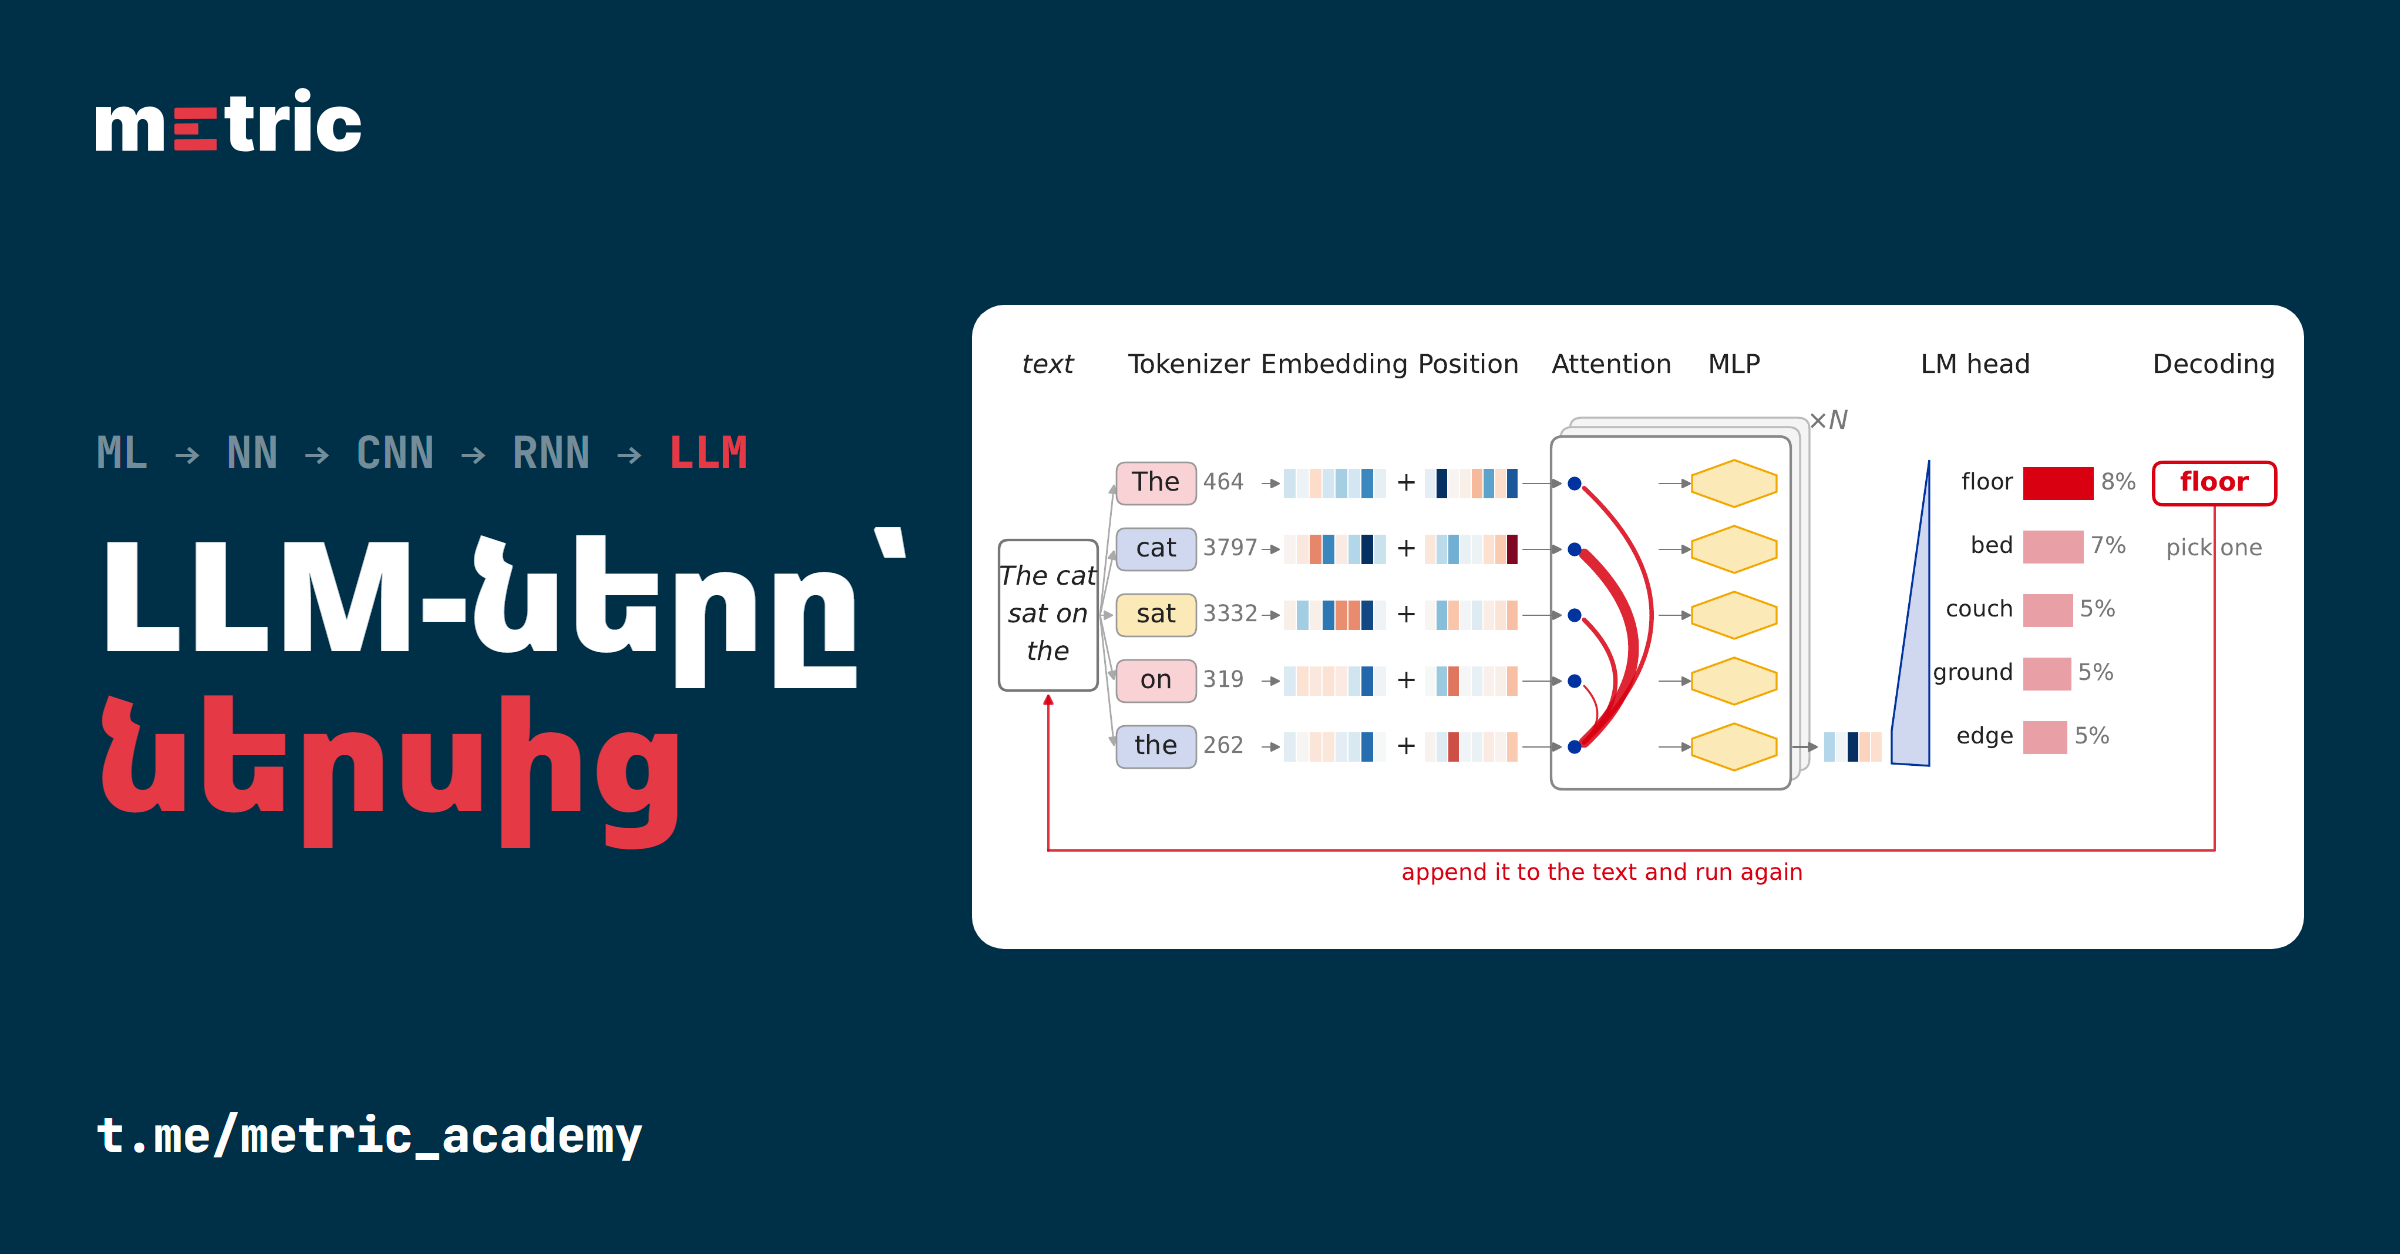 metric
ML → NN → CNN → RNN → LLM
LLM-ները՝
ներսից
t.me/metric_academy
text Tokenizer Embedding Position Attention MLP LM head Decoding
×N
The cat
sat on
the
The 464 +
cat 3797 +
sat 3332 +
on 319 +
the 262 +
floor 8%
bed 7%
couch 5%
ground 5%
edge 5%
floor
pick one
append it to the text and run again